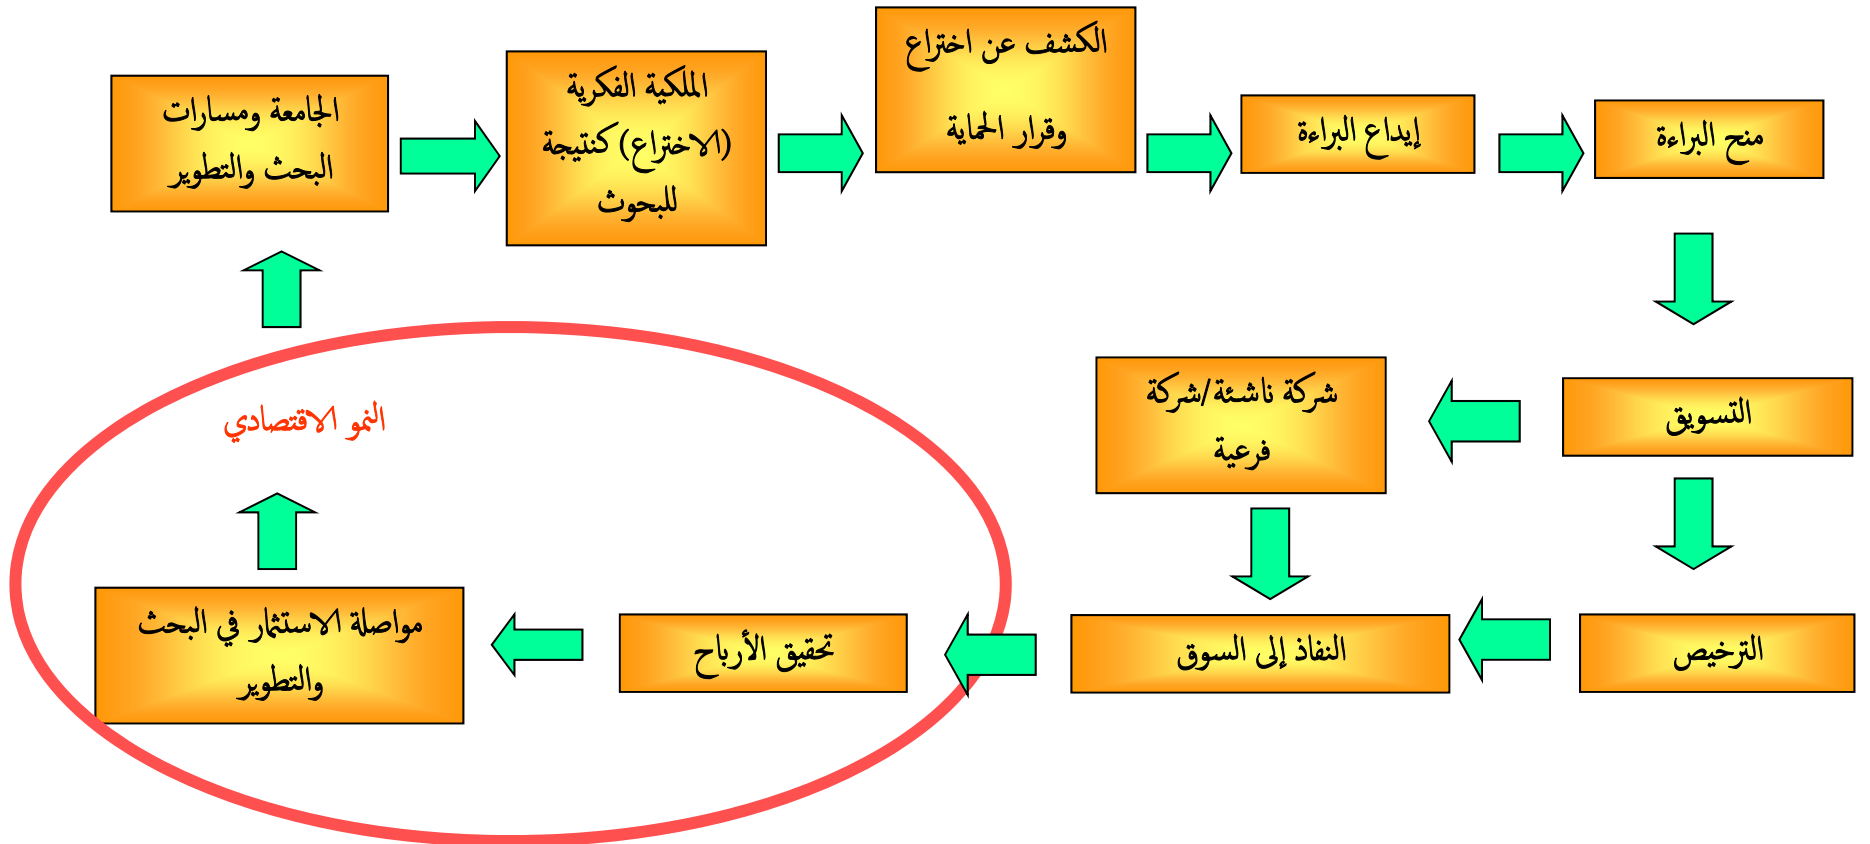 الجامعة ومسارات
البحث والتطوير
الملكية الفكرية
(الاختراع) كنتيجة
للبحوث
الكشف عن اختراع
وقرار الحماية
إيداع البراءة
منح البراءة
التسويق
شركة ناشئة/شركة
فرعية
الترخيص
النفاذ إلى السوق
تحقيق الأرباح
مواصلة الاستثمار في البحث
والتطوير
النمو الاقتصادي